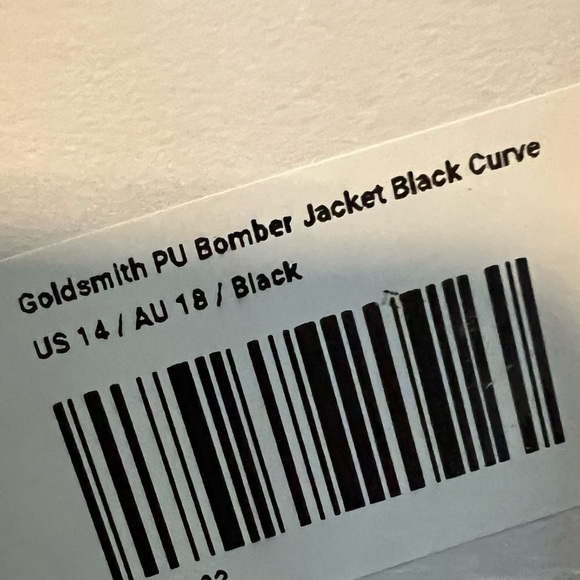 Goldsmith PU Bomber Jacket Black Curve
US 14 / AU 18 / Black